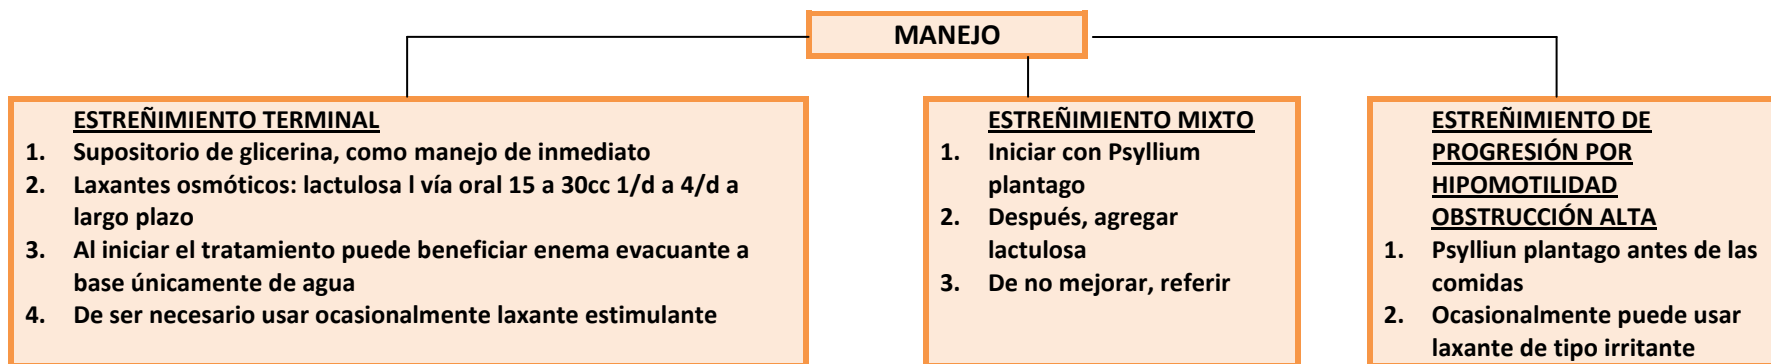 MANEJO
ESTREÑIMIENTO TERMINAL
1. Supositorio de glicerina, como manejo de inmediato
2. Laxantes osmóticos: lactulosa l vía oral 15 a 30cc 1/d a 4/d a
largo plazo
3. Al iniciar el tratamiento puede beneficiar enema evacuante a
base únicamente de agua
4. De ser necesario usar ocasionalmente laxante estimulante
ESTREÑIMIENTO MIXTO
1. Iniciar con Psyllium
plantago
2. Después, agregar
lactulosa
3. De no mejorar, referir
ESTREÑIMIENTO DE
PROGRESIÓN POR
HIPOMOTILIDAD
OBSTRUCCIÓN ALTA
1. Psylliun plantago antes de las
comidas
2. Ocasionalmente puede usar
laxante de tipo irritante